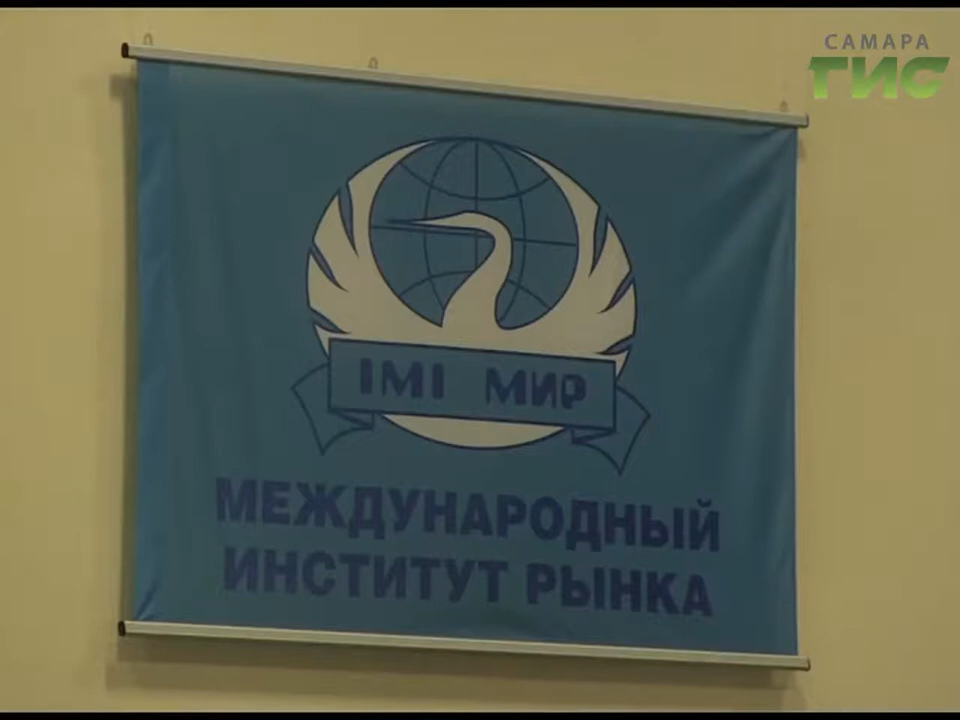 САМАРА
ГИС
IMI МИР
МЕЖДУНАРОДНЫЙ
ИНСТИТУТ РЫНКА